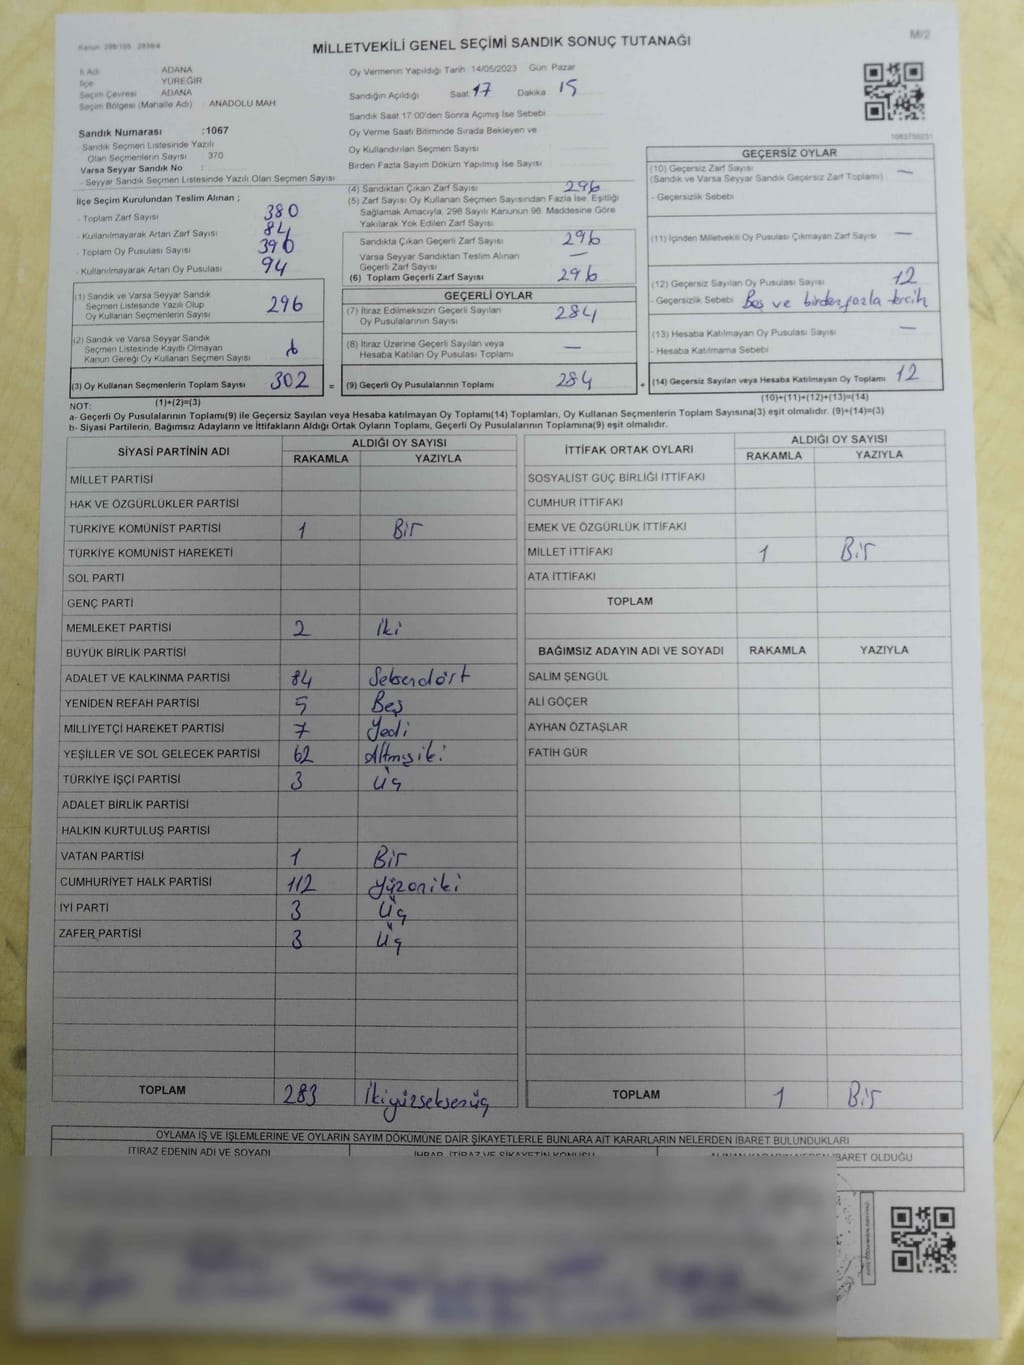 Kanun: 298/105 2839/4
MİLLETVEKİLİ GENEL SEÇİMİ SANDIK SONUÇ TUTANAĞI
M/2
İl Adı ADANA
İlçe YÜREĞİR
Seçim Çevresi ADANA
Seçim Bölgesi (Mahalle Adı) : ANADOLU MAH
Sandık Numarası :1067
- Sandık Seçmen Listesinde Yazılı
Olan Seçmenlerin Sayısı 370
Varsa Seyyar Sandık No :
- Seyyar Sandık Seçmen Listesinde Yazılı Olan Seçmen Sayısı
Oy Vermenin Yapıldığı Tarih 14/05/2023 Gün: Pazar
Sandığın Açıldığı Saat 17 Dakika 15
Sandık Saat 17:00'den Sonra Açımış İse Sebebi
Oy Verme Saati Bitiminde Sırada Bekleyen ve
Oy Kullandırılan Seçmen Sayısı
Birden Fazla Sayım Döküm Yapılmış İse Sayısı
İlçe Seçim Kurulundan Teslim Alınan ;
- Toplam Zarf Sayısı 380
- Kullanılmayarak Artan Zarf Sayısı 84
- Toplam Oy Pusulası Sayısı 390
- Kullanılmayarak Artan Oy Pusulası 94
(1) Sandık ve Varsa Seyyar Sandık
Seçmen Listesinde Yazılı Olup
Oy Kullanan Seçmenlerin Sayısı 296
(2) Sandık ve Varsa Seyyar Sandık
Seçmen Listesinde Kayıtlı Olmayan
Kanun Gereği Oy Kullanan Seçmen Sayısı 6
(3) Oy Kullanan Seçmenlerin Toplam Sayısı 302 =
(1)+(2)=(3)
(4) Sandıktan Çıkan Zarf Sayısı 296
(5) Zarf Sayısı Oy Kullanan Seçmen Sayısından Fazla İse, Eşitliği
Sağlamak Amacıyla, 298 Sayılı Kanunun 98. Maddesine Göre
Yakılarak Yok Edilen Zarf Sayısı
Sandıkta Çıkan Geçerli Zarf Sayısı 296
Varsa Seyyar Sandıktan Teslim Alınan
Geçerli Zarf Sayısı —
(6) Toplam Geçerli Zarf Sayısı 296
GEÇERLİ OYLAR
(7) İtiraz Edilmeksizin Geçerli Sayılan
Oy Pusulalarının Sayısı 284
(8) İtiraz Üzerine Geçerli Sayılan veya
Hesaba Katılan Oy Pusulası Toplamı —
(9) Geçerli Oy Pusulalarının Toplamı 284 +
GEÇERSİZ OYLAR
(10) Geçersiz Zarf Sayısı —
(Sandık ve Varsa Seyyar Sandık Geçersiz Zarf Toplamı)
- Geçersizlik Sebebi
(11) İçinden Milletvekili Oy Pusulası Çıkmayan Zarf Sayısı —
(12) Geçersiz Sayılan Oy Pusulası Sayısı 12
- Geçersizlik Sebebi Boş ve birden fazla tercih
(13) Hesaba Katılmayan Oy Pusulası Sayısı —
- Hesaba Katılmama Sebebi
(14) Geçersiz Sayılan veya Hesaba Katılmayan Oy Toplamı 12
(10)+(11)+(12)+(13)=(14)
NOT:
a- Geçerli Oy Pusulalarının Toplamı(9) ile Geçersiz Sayılan veya Hesaba katılmayan Oy Toplamı(14) Toplamları, Oy Kullanan Seçmenlerin Toplam Sayısına(3) eşit olmalıdır. (9)+(14)=(3)
b- Siyasi Partilerin, Bağımsız Adayların ve İttifakların Aldığı Ortak Oyların Toplamı, Geçerli Oy Pusulalarının Toplamına(9) eşit olmalıdır.
SİYASİ PARTİNİN ADI
ALDIĞI OY SAYISI
RAKAMLA YAZIYLA
MİLLET PARTİSİ
HAK VE ÖZGÜRLÜKLER PARTİSİ
TÜRKİYE KOMÜNİST PARTİSİ 1 Bir
TÜRKİYE KOMÜNİST HAREKETİ
SOL PARTİ
GENÇ PARTİ
MEMLEKET PARTİSİ 2 İki
BÜYÜK BİRLİK PARTİSİ
ADALET VE KALKINMA PARTİSİ 84 Seksendört
YENİDEN REFAH PARTİSİ 5 Beş
MİLLİYETÇİ HAREKET PARTİSİ 7 Yedi
YEŞİLLER VE SOL GELECEK PARTİSİ 62 Altmışiki
TÜRKİYE İŞÇİ PARTİSİ 3 Üç
ADALET BİRLİK PARTİSİ
HALKIN KURTULUŞ PARTİSİ
VATAN PARTİSİ 1 Bir
CUMHURİYET HALK PARTİSİ 112 Yüzoniki
İYİ PARTİ 3 Üç
ZAFER PARTİSİ 3 Üç
TOPLAM 283 İkiyüzseksenüç
İTTİFAK ORTAK OYLARI
ALDIĞI OY SAYISI
RAKAMLA YAZIYLA
SOSYALİST GÜÇ BİRLİĞİ İTTİFAKI
CUMHUR İTTİFAKI
EMEK VE ÖZGÜRLÜK İTTİFAKI
MİLLET İTTİFAKI 1 Bir
ATA İTTİFAKI
TOPLAM
BAĞIMSIZ ADAYIN ADI VE SOYADI RAKAMLA YAZIYLA
SALİM ŞENGÜL
ALİ GÖÇER
AYHAN ÖZTAŞLAR
FATİH GÜR
TOPLAM 1 Bir
OYLAMA İŞ VE İŞLEMLERİNE VE OYLARIN SAYIM DÖKÜMÜNE DAİR ŞİKAYETLERLE BUNLARA AİT KARARLARIN NELERDEN İBARET BULUNDUKLARI
İTİRAZ EDENİN ADI VE SOYADI
İHBAR, İTİRAZ VE ŞİKAYETİN KONUSU
ALINAN KARARIN NEDEN İBARET OLDUĞU